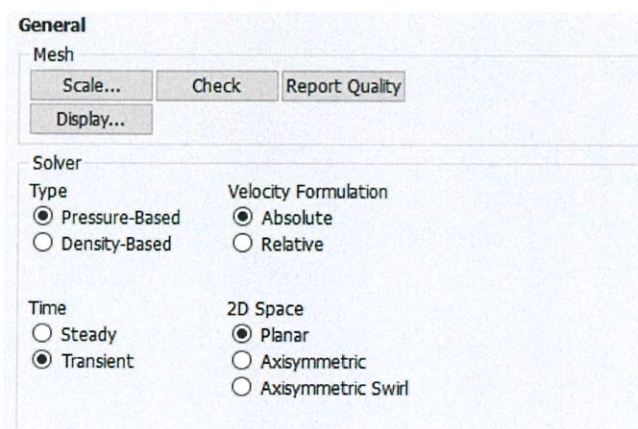 General
Mesh
Scale... Check Report Quality
Display...
Solver
Type Velocity Formulation
Pressure-Based Absolute
Density-Based Relative
Time 2D Space
Steady Planar
Transient Axisymmetric
Axisymmetric Swirl